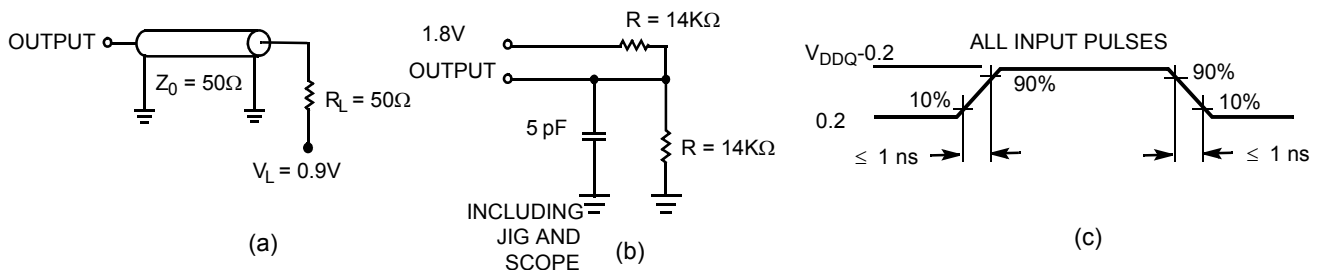 OUTPUT
Z0 = 50Ω
RL = 50Ω
VL = 0.9V
(a)
R = 14KΩ
1.8V
OUTPUT
5 pF
R = 14KΩ
INCLUDING
JIG AND
SCOPE
(b)
ALL INPUT PULSES
VDDQ-0.2
90%
90%
10%
10%
0.2
≤ 1 ns
≤ 1 ns
(c)